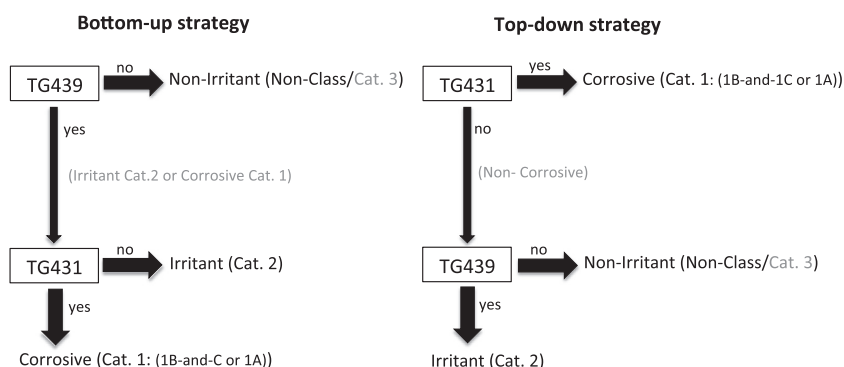 Bottom-up strategy
TG439
no
Non-Irritant (Non-Class/Cat. 3)
yes
(Irritant Cat.2 or Corrosive Cat. 1)
TG431
no
Irritant (Cat. 2)
yes
Corrosive (Cat. 1: (1B-and-C or 1A))
Top-down strategy
TG431
yes
Corrosive (Cat. 1: (1B-and-1C or 1A))
no
(Non- Corrosive)
TG439
no
Non-Irritant (Non-Class/Cat. 3)
yes
Irritant (Cat. 2)